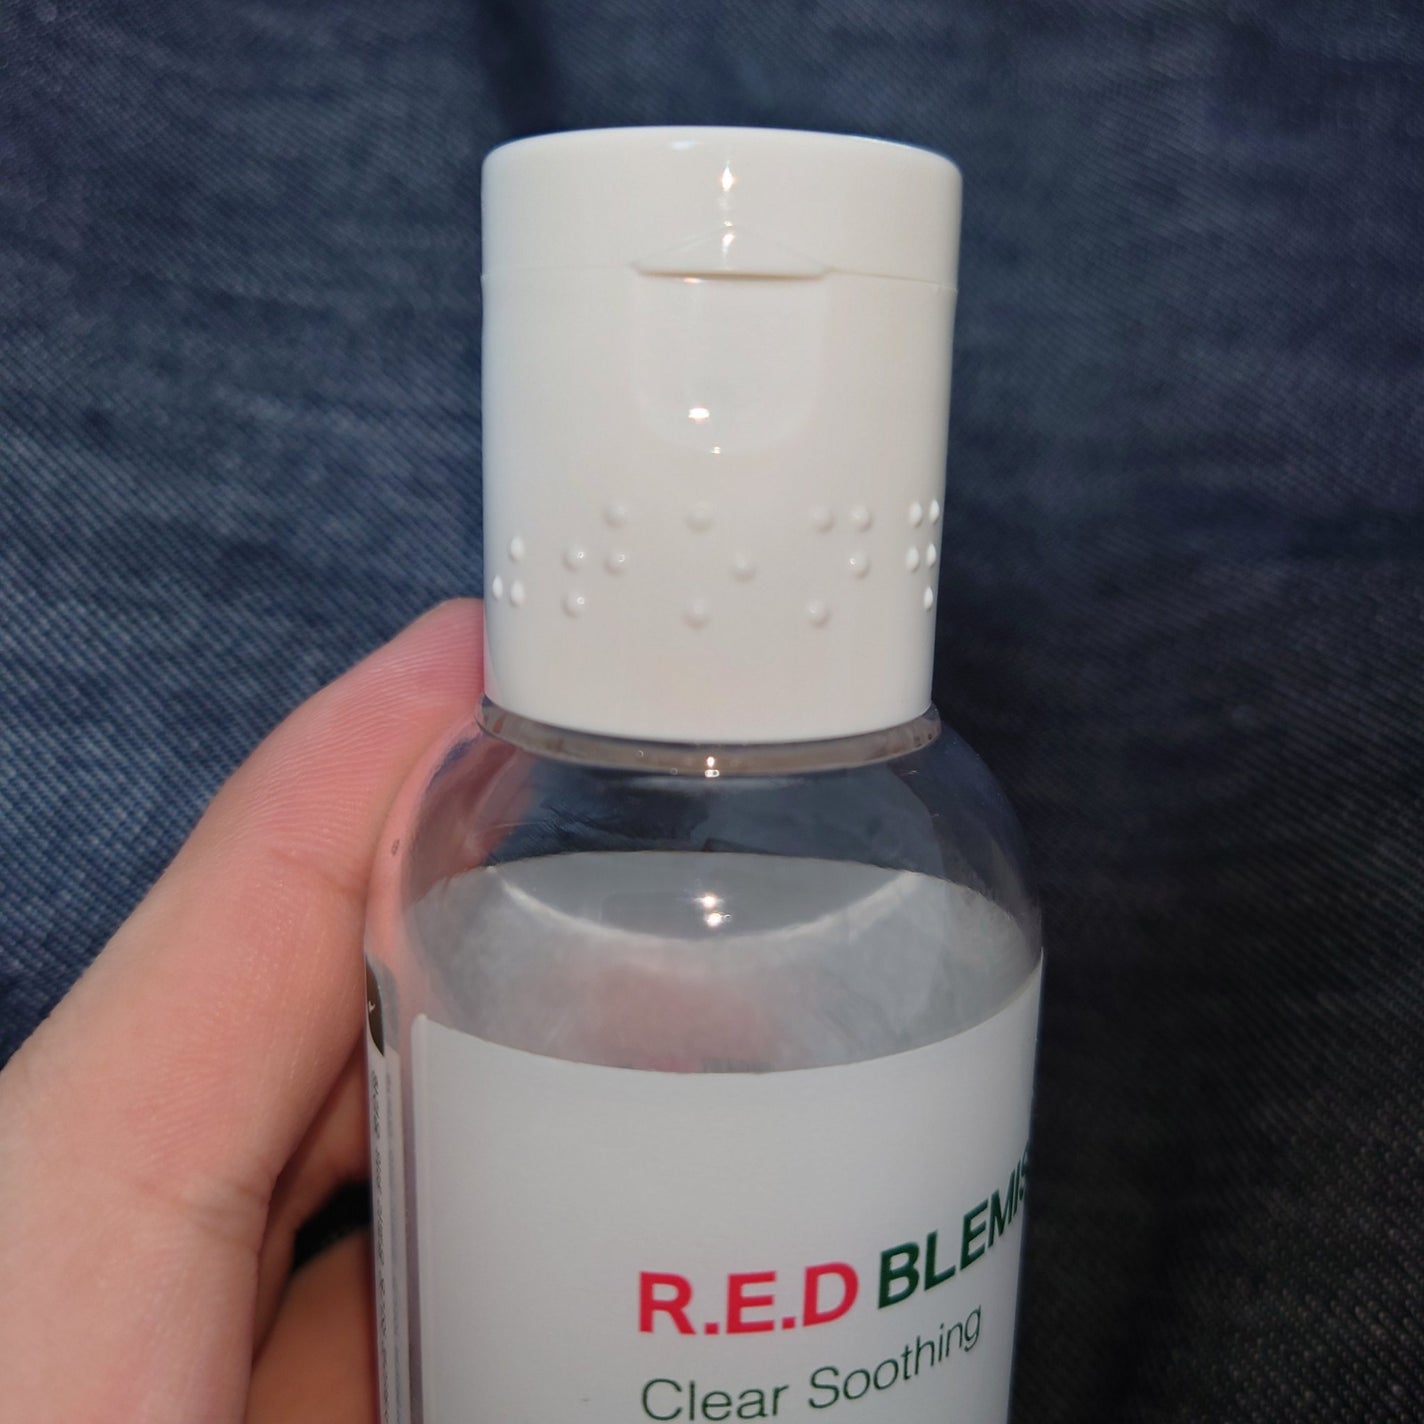 ⠴⠞⠕⠝⠻
R.E.D BLEMIS
Clear Soothing